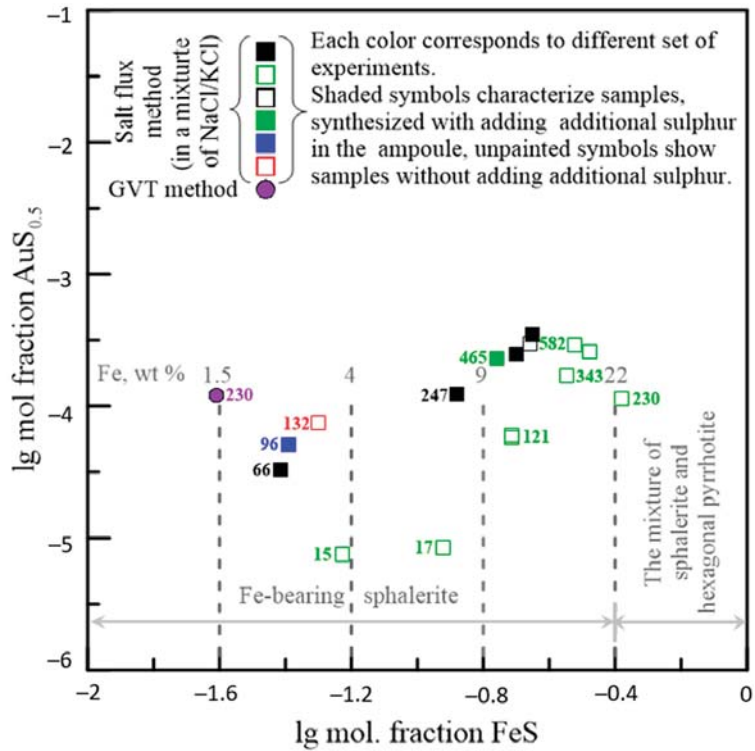 −1
−2
−3
−4
−5
−6
lg mol fraction AuS0.5
Salt flux
method
(in a mixturte
of NaCl/KCl)
GVT method
Each color corresponds to different set of
experiments.
Shaded symbols characterize samples,
synthesized with adding additional sulphur
in the ampoule, unpainted symbols show
samples without adding additional sulphur.
465
582
343
Fe, wt %
1.5
4
9
22
230
247
230
132
96
121
66
15
17
The mixture of
sphalerite and
hexagonal pyrrhotite
Fe-bearing sphalerite
−2
−1.6
−1.2
−0.8
−0.4
0
lg mol. fraction FeS